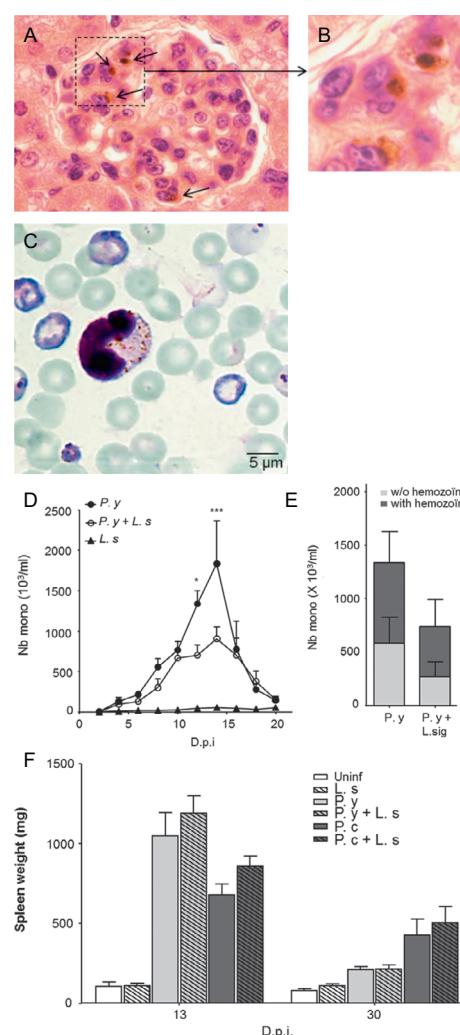 A
B
C
5 µm
D
P. y
P. y + L. s
L. s
***
*
Nb mono (10³/ml)
2500
2000
1500
1000
500
0
0 5 10 15 20
D.p.i
E
w/o hemozoïn
with hemozoïn
Nb mono (X 10³/ml)
2000
1500
1000
500
0
P. y P. y +
L.sig
F
Uninf
L. s
P. y
P. y + L. s
P. c
P. c + L. s
Spleen weight (mg)
1000
500
0
13 30
D.p.i.